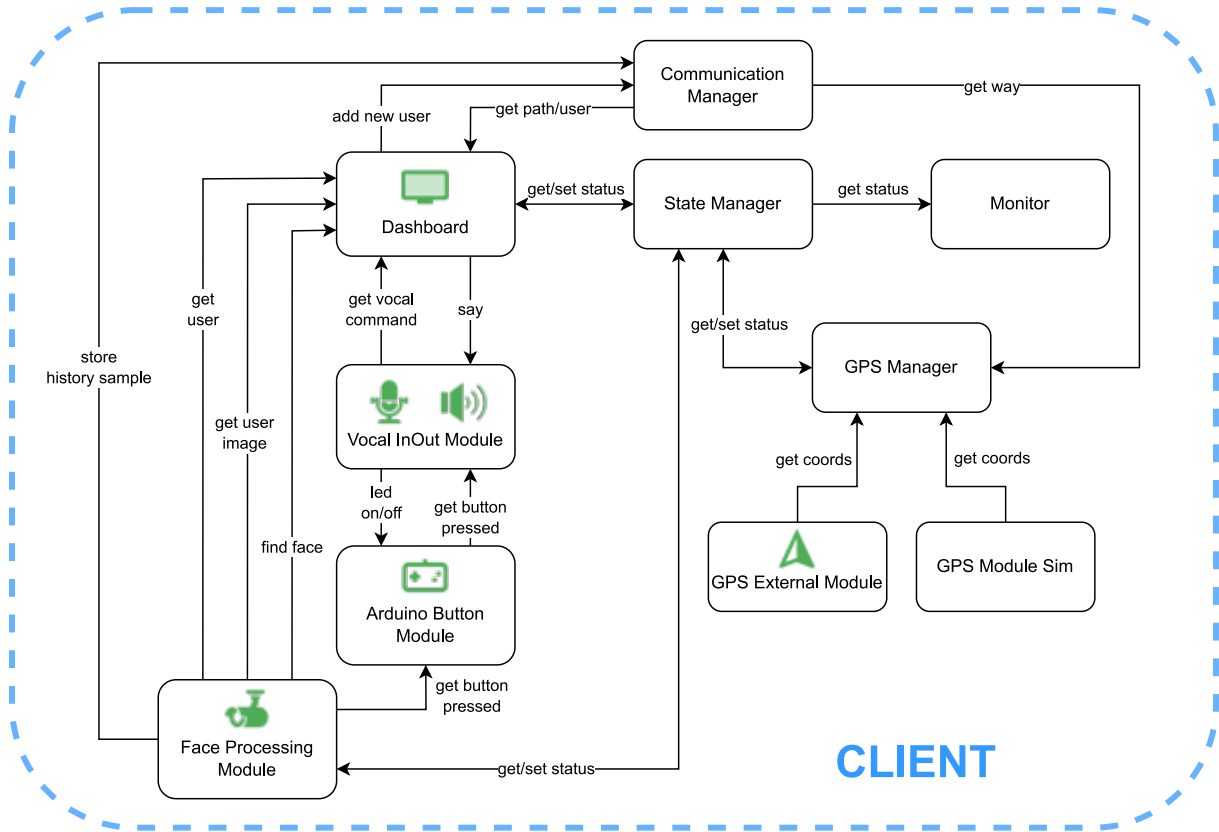 Communication
Manager
get way
get path/user
add new user
get/set status
State Manager
get status
Monitor
Dashboard
get
user
get vocal
command
say
get/set status
store
history sample
GPS Manager
get user
image
Vocal InOut Module
get coords
get coords
led
on/off
get button
pressed
find face
GPS External Module
GPS Module Sim
Arduino Button
Module
get button
pressed
Face Processing
Module
get/set status
CLIENT